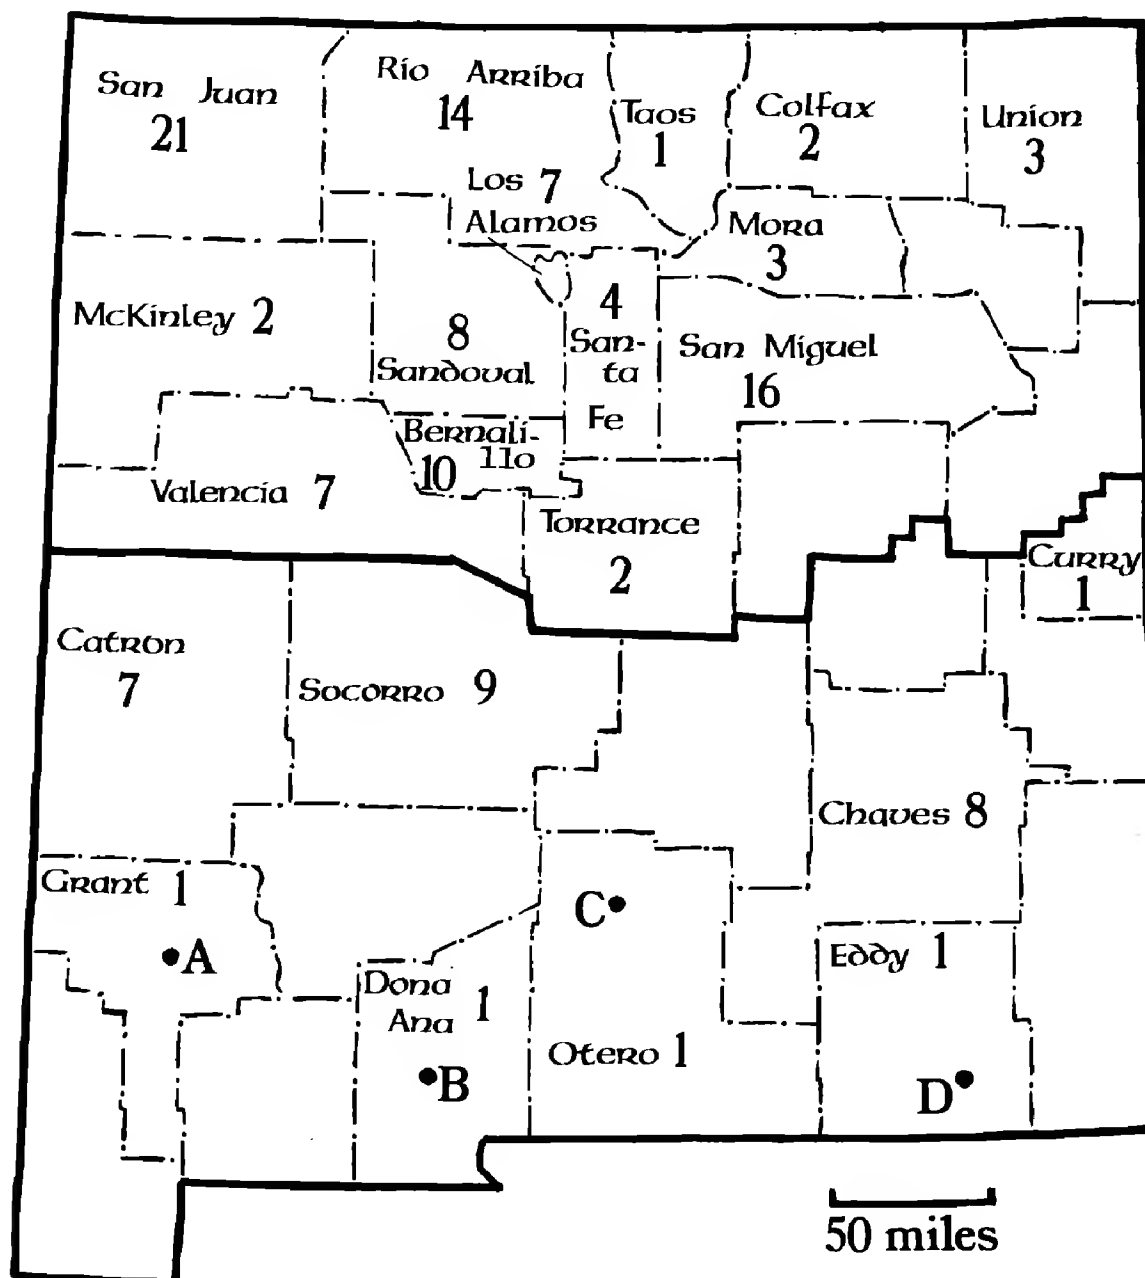 San Juan
21
Rio Arriba
14
Taos
1
Colfax
2
Union
3
Los 7
Alamos
Mora
3
McKinley 2
8
Sandoval
4
San-
ta
Fe
San Miguel
16
Bernali-
llo
10
Valencia 7
Torrance
2
Curry
1
Catron
7
Socorro 9
Chaves 8
Grant 1
A
C
Dona
Ana 1
Eddy 1
Otero 1
B
D
50 miles